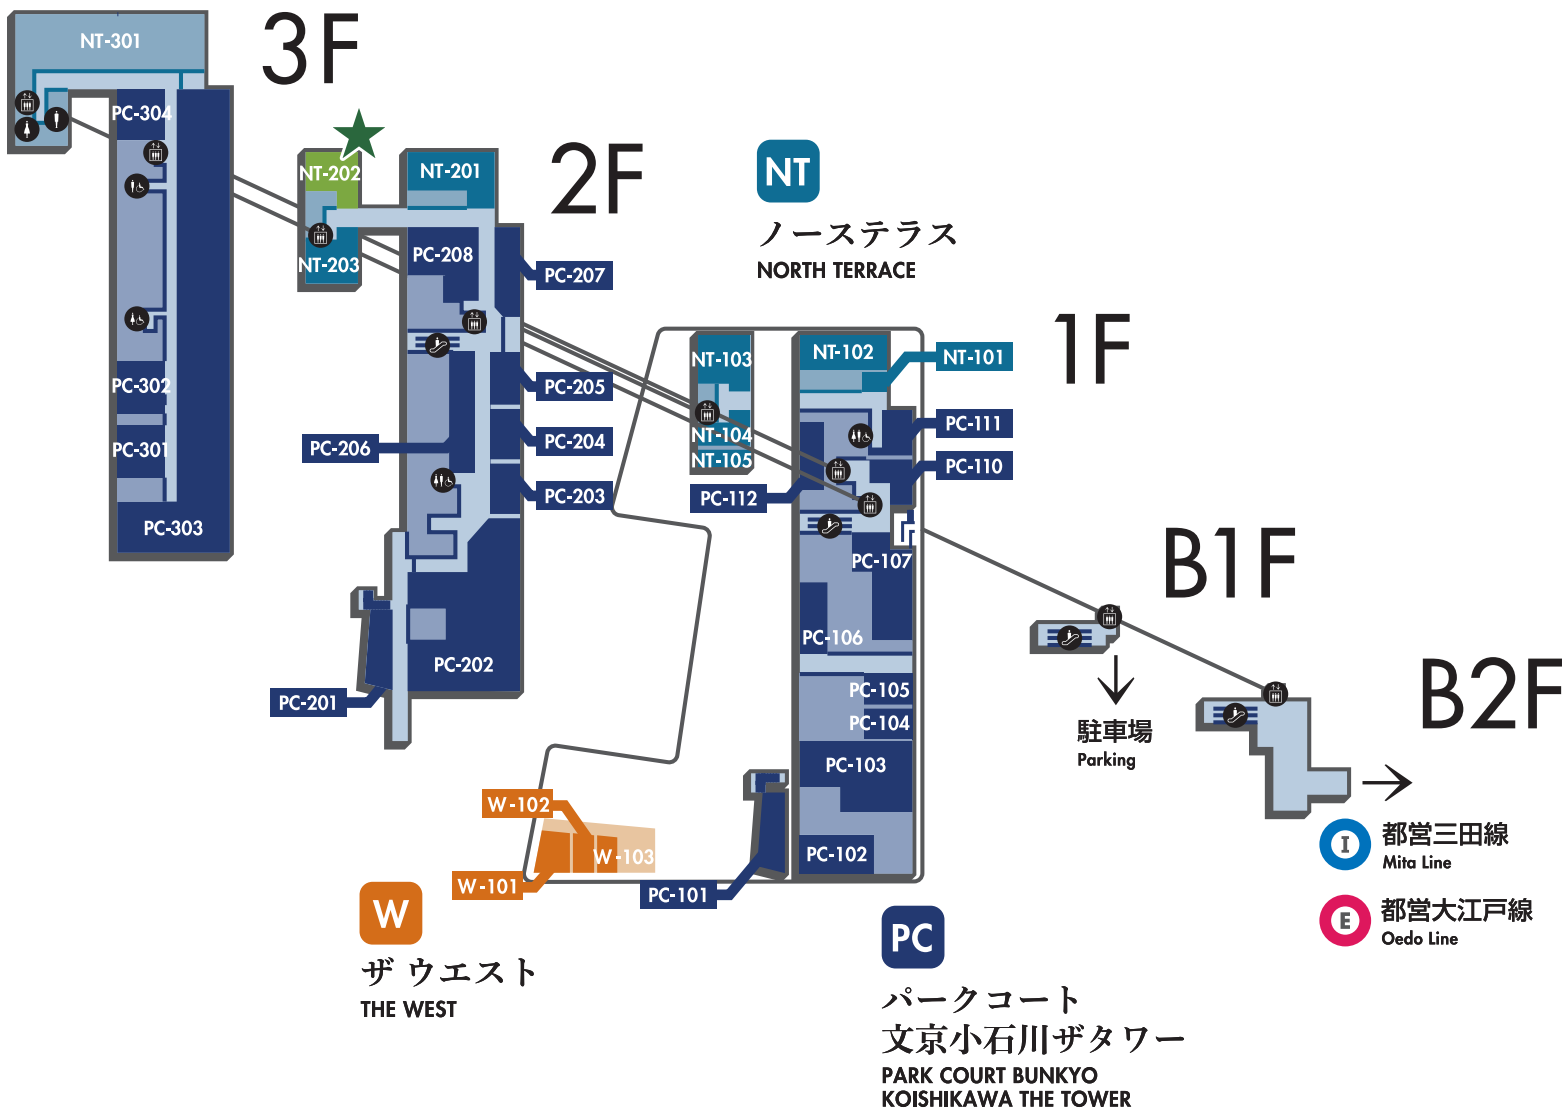 3F
NT-301
PC-304
PC-302
PC-301
PC-303
2F
NT-202
NT-201
NT-203
PC-208
PC-207
PC-205
PC-206
PC-204
PC-203
PC-202
PC-201
NT
ノーステラス
NORTH TERRACE
1F
NT-103
NT-102
NT-101
NT-104
NT-105
PC-111
PC-110
PC-112
PC-107
PC-106
PC-105
PC-104
PC-103
PC-102
PC-101
W-102
W-103
W-101
W
ザ ウエスト
THE WEST
PC
パークコート
文京小石川ザタワー
PARK COURT BUNKYO
KOISHIKAWA THE TOWER
B1F
駐車場
Parking
B2F
I
都営三田線
Mita Line
E
都営大江戸線
Oedo Line